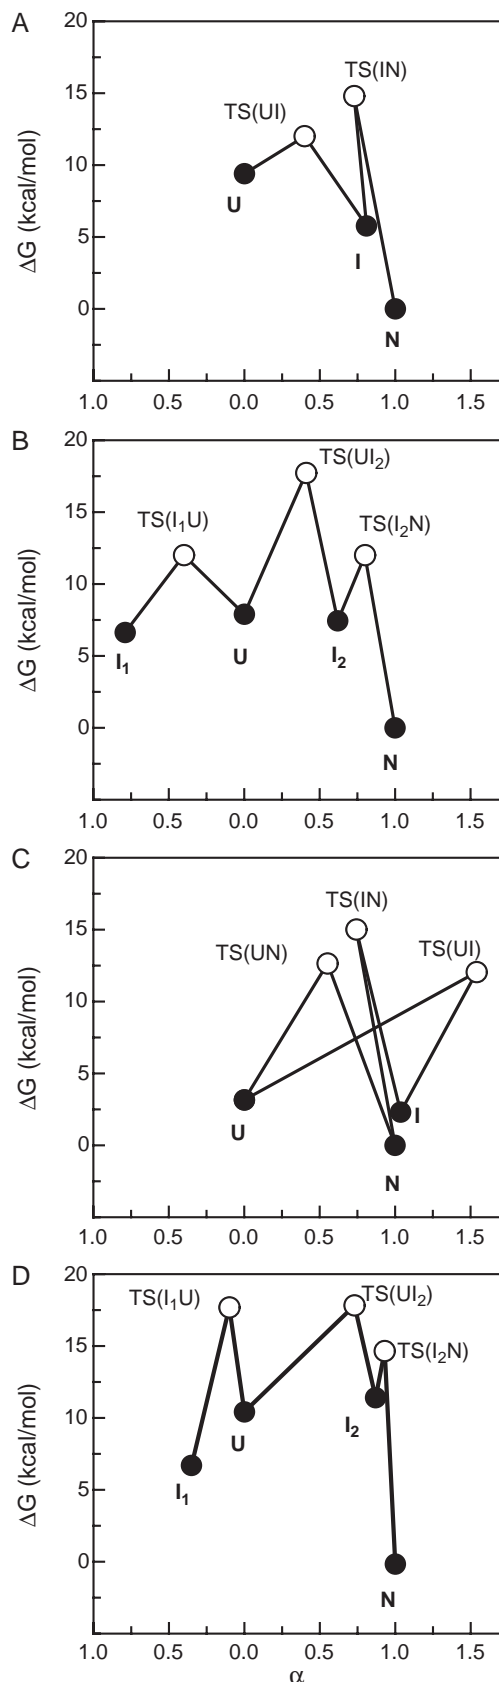 A
20
TS(IN)
15
TS(UI)
10
U
ΔG (kcal/mol)
5
I
0
N
1.0 0.5 0.0 0.5 1.0 1.5
B
20
TS(UI₂)
15
TS(I₁U)
TS(I₂N)
10
ΔG (kcal/mol)
5
I₁
U
I₂
0
N
1.0 0.5 0.0 0.5 1.0 1.5
C
20
TS(IN)
15
TS(UN)
TS(UI)
10
ΔG (kcal/mol)
5
U
I
0
N
1.0 0.5 0.0 0.5 1.0 1.5
D
20
TS(I₁U)
TS(UI₂)
15
TS(I₂N)
10
U
I₂
ΔG (kcal/mol)
5
I₁
0
N
1.0 0.5 0.0 0.5 1.0 1.5
α